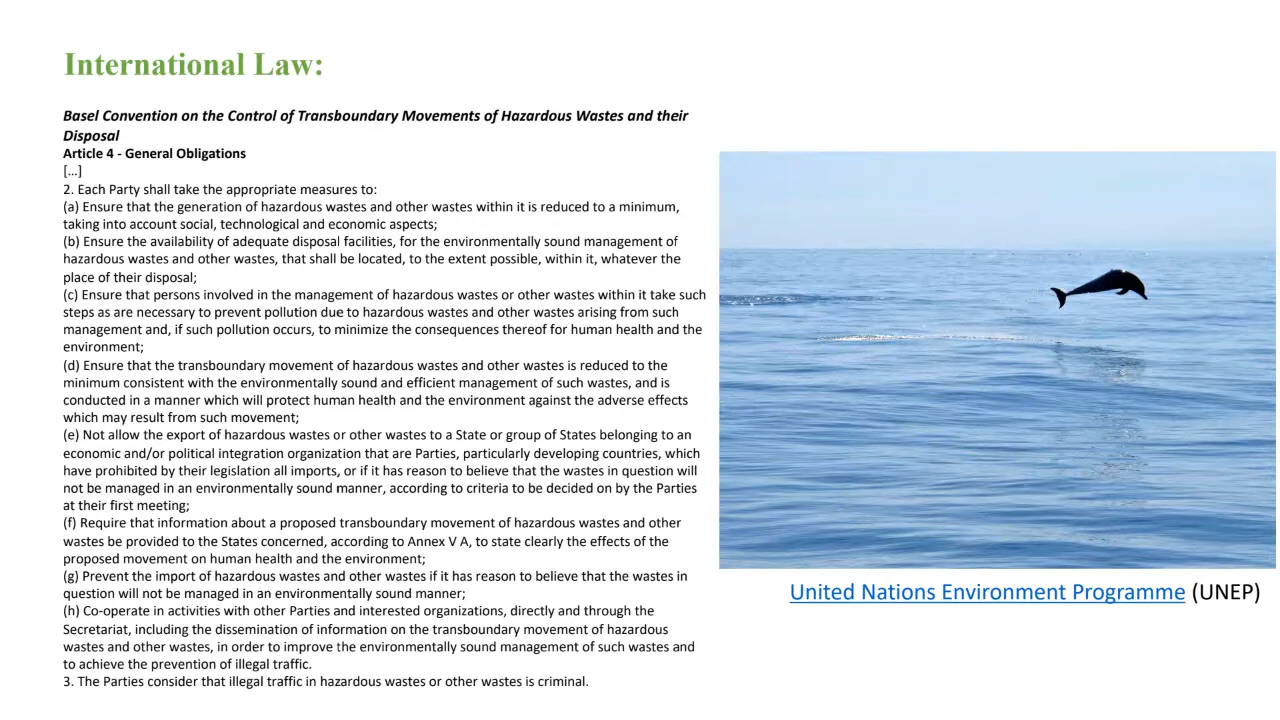 International Law:
Basel Convention on the Control of Transboundary Movements of Hazardous Wastes and their
Disposal
Article 4 - General Obligations
[…]
2. Each Party shall take the appropriate measures to:
(a) Ensure that the generation of hazardous wastes and other wastes within it is reduced to a minimum,
taking into account social, technological and economic aspects;
(b) Ensure the availability of adequate disposal facilities, for the environmentally sound management of
hazardous wastes and other wastes, that shall be located, to the extent possible, within it, whatever the
place of their disposal;
(c) Ensure that persons involved in the management of hazardous wastes or other wastes within it take such
steps as are necessary to prevent pollution due to hazardous wastes and other wastes arising from such
management and, if such pollution occurs, to minimize the consequences thereof for human health and the
environment;
(d) Ensure that the transboundary movement of hazardous wastes and other wastes is reduced to the
minimum consistent with the environmentally sound and efficient management of such wastes, and is
conducted in a manner which will protect human health and the environment against the adverse effects
which may result from such movement;
(e) Not allow the export of hazardous wastes or other wastes to a State or group of States belonging to an
economic and/or political integration organization that are Parties, particularly developing countries, which
have prohibited by their legislation all imports, or if it has reason to believe that the wastes in question will
not be managed in an environmentally sound manner, according to criteria to be decided on by the Parties
at their first meeting;
(f) Require that information about a proposed transboundary movement of hazardous wastes and other
wastes be provided to the States concerned, according to Annex V A, to state clearly the effects of the
proposed movement on human health and the environment;
(g) Prevent the import of hazardous wastes and other wastes if it has reason to believe that the wastes in
question will not be managed in an environmentally sound manner;
(h) Co-operate in activities with other Parties and interested organizations, directly and through the
Secretariat, including the dissemination of information on the transboundary movement of hazardous
wastes and other wastes, in order to improve the environmentally sound management of such wastes and
to achieve the prevention of illegal traffic.
3. The Parties consider that illegal traffic in hazardous wastes or other wastes is criminal.
United Nations Environment Programme (UNEP)